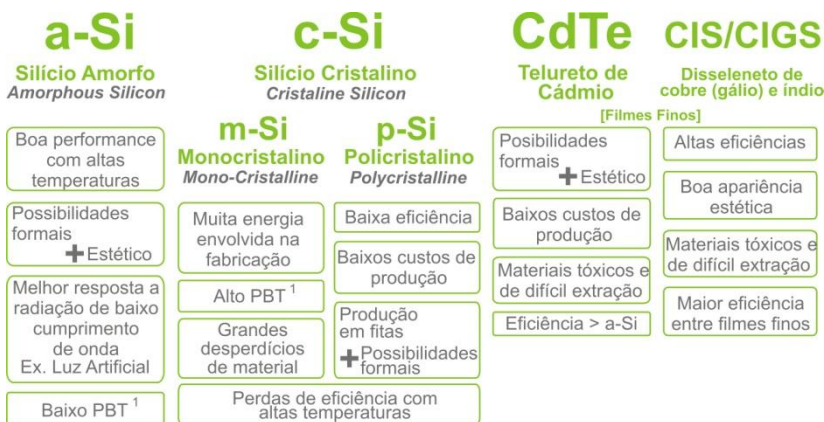 a-Si
Silício Amorfo
Amorphous Silicon
Boa performance
com altas
temperaturas
Possibilidades
formais
+ Estético
Melhor resposta a
radiação de baixo
cumprimento
de onda
Ex. Luz Artificial
Baixo PBT 1
c-Si
Silício Cristalino
Cristaline Silicon
m-Si
Monocristalino
Mono-Cristalline
Muita energia
envolvida na
fabricação
Alto PBT 1
Grandes
desperdícios
de material
p-Si
Policristalino
Polycristalline
Baixa eficiência
Baixos custos de
produção
Produção
em fitas
+ Possibilidades
formais
Perdas de eficiência com
altas temperaturas
CdTe
Telureto de
Cádmio
[Filmes Finos]
Posibilidades
formais
+ Estético
Baixos custos de
produção
Materiais tóxicos e
de difícil extração
Eficiência > a-Si
CIS/CIGS
Disseleneto de
cobre (gálio) e índio
Altas eficiências
Boa apariência
estética
Materiais tóxicos e
de difícil extração
Maior eficiência
entre filmes finos